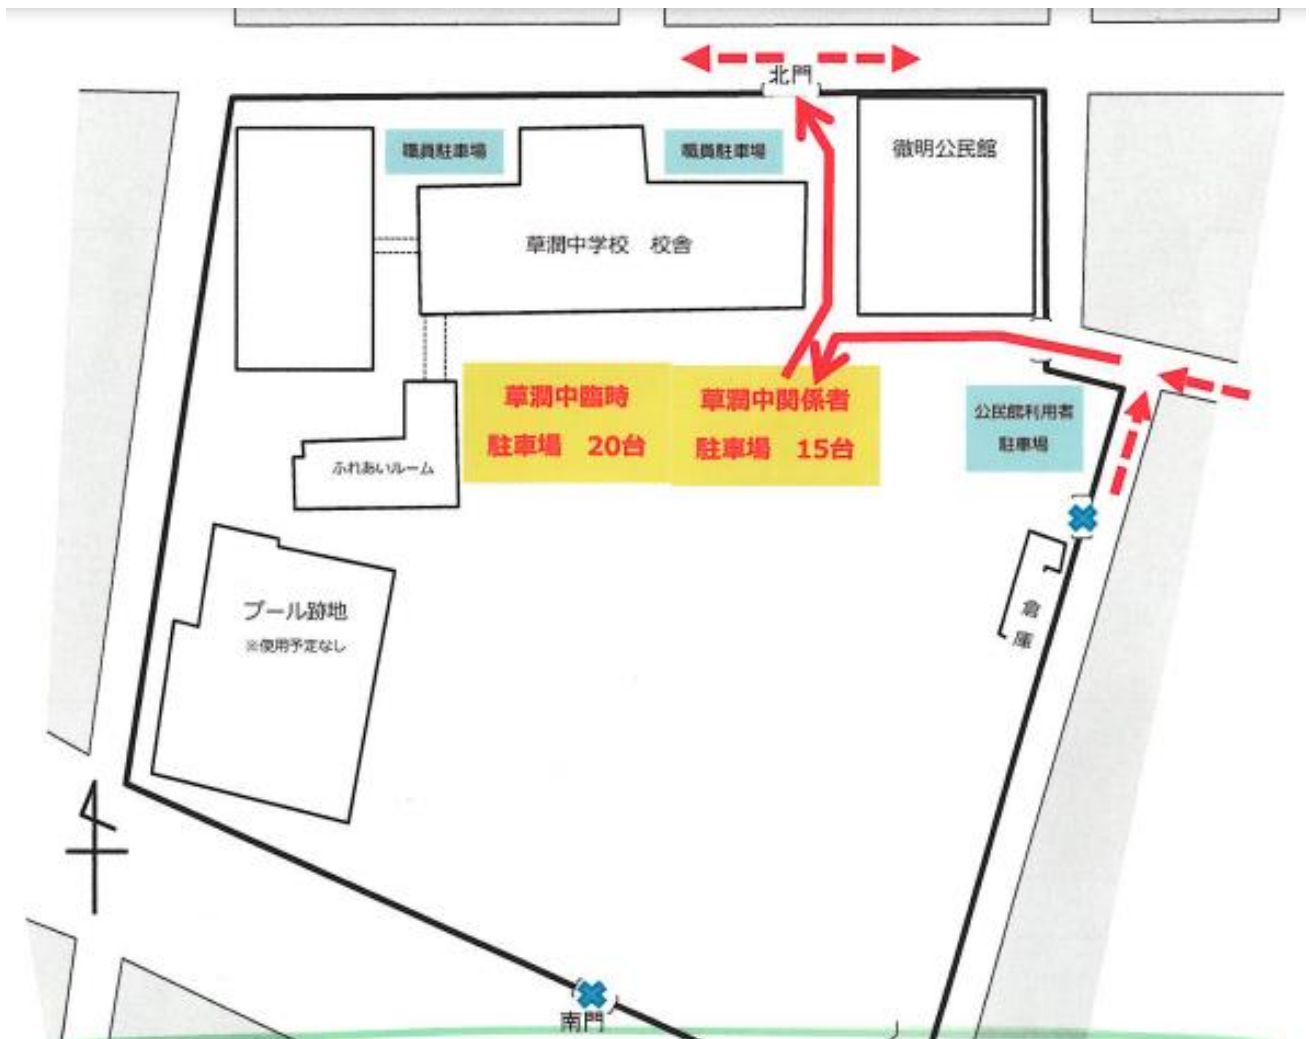 北門
職員駐車場
職員駐車場
徹明公民館
草潤中学校 校舎
草潤中臨時
駐車場 20台
草潤中関係者
駐車場 15台
公民館利用者
駐車場
ふれあいルーム
プール跡地
※使用予定なし
倉庫
南門